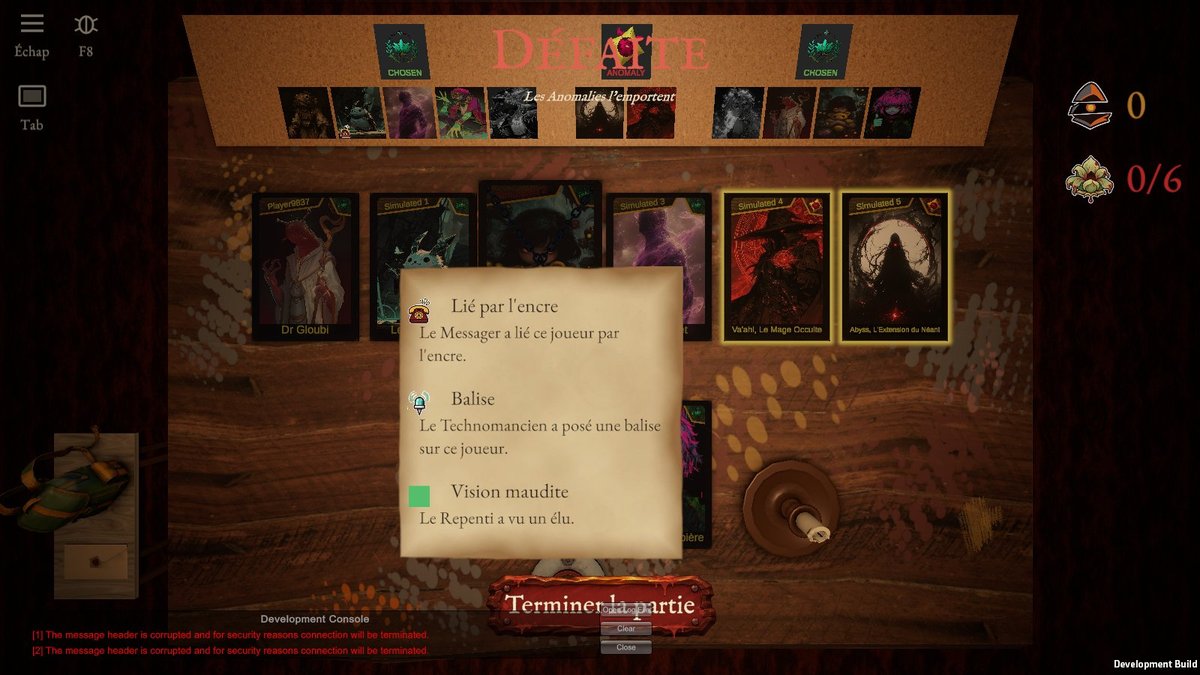 Échap
F8
Tab
CHOSEN
DÉFAITE
ANOMALY
CHOSEN
Les Anomalies l'emportent
0
0/6
Player9837
Simulated 1
Simulated 3
Simulated 4
Simulated 5
Dr Gloubi
Va'ahl, Le Mage Occulte
Abyss, L'Extension du Néant
Lié par l'encre
Le Messager a lié ce joueur par
l'encre.
Balise
Le Technomancien a posé une balise
sur ce joueur.
Vision maudite
Le Repenti a vu un élu.
Terminer la partie
Development Console
Clear
Close
[1] The message header is corrupted and for security reasons connection will be terminated.
[2] The message header is corrupted and for security reasons connection will be terminated.
Development Build